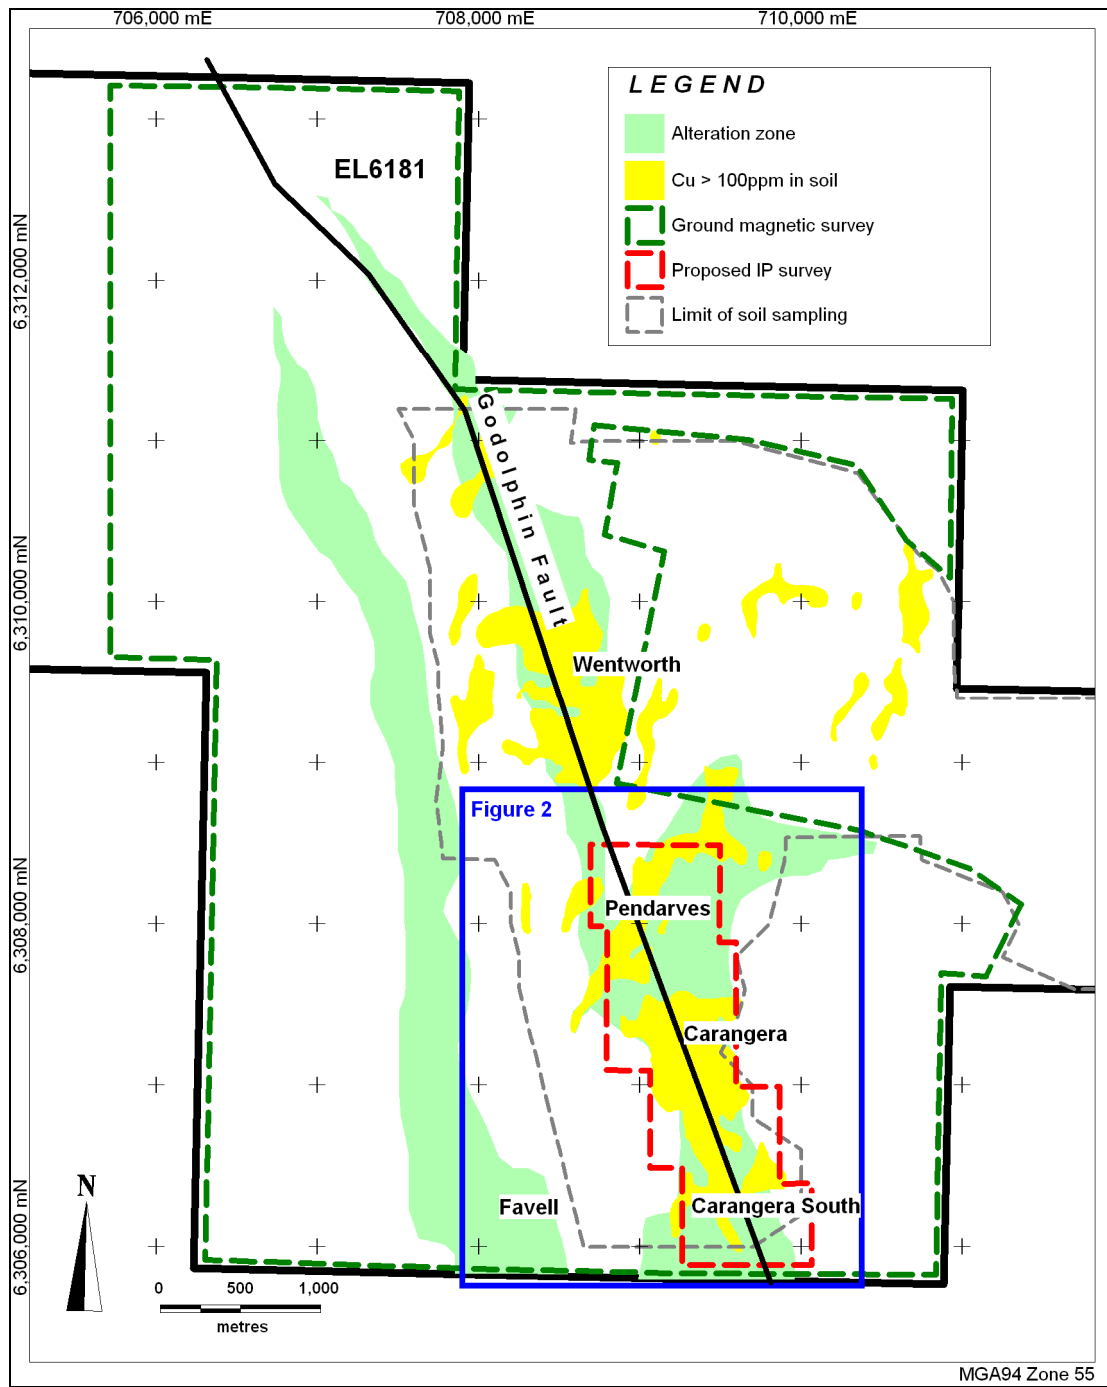 706,000 mE
708,000 mE
710,000 mE
LEGEND
Alteration zone
Cu > 100ppm in soil
Ground magnetic survey
Proposed IP survey
Limit of soil sampling
EL6181
6,312,000 mN
Godolphin Fault
6,310,000 mN
Wentworth
Figure 2
6,308,000 mN
Pendarves
Carangera
N
Favell
Carangera South
6,306,000 mN
0 500 1,000
metres
MGA94 Zone 55